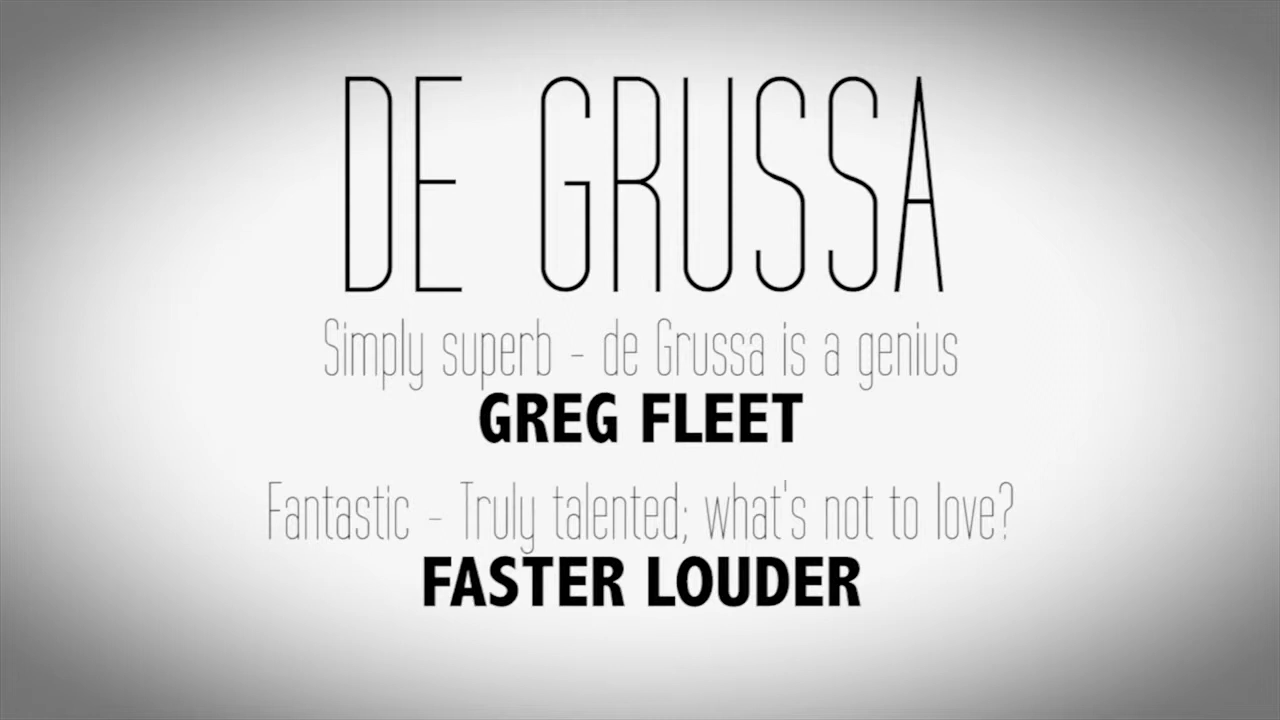 DE GRUSSA
Simply superb - de Grussa is a genius
GREG FLEET
Fantastic - Truly talented; what's not to love?
FASTER LOUDER